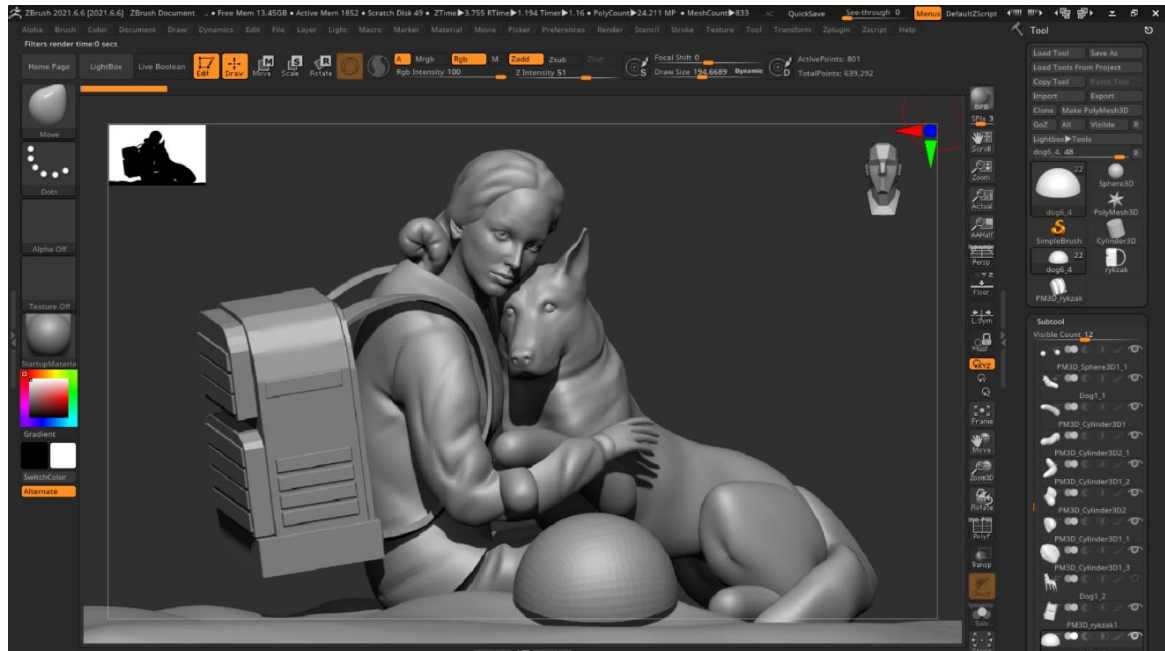 ZBrush 2021.6.6 [2021.6.6] ZBrush Document .. • Free Mem 13.45GB • Active Mem 1852 • Scratch Disk 49 • ZTime▶3.755 RTime▶1.194 Timer▶1.16 • PolyCount▶24.211 MP • MeshCount▶833 AC QuickSave See-through 0 Menus DefaultZScript
Alpha Brush Color Document Draw Dynamics Edit File Layer Light Macro Marker Material Movie Picker Preferences Render Stencil Stroke Texture Tool Transform Zplugin Zscript Help
Filters render time:0 secs
Home Page LightBox Live Boolean Edit Draw Move Scale Rotate
A Mrgb Rgb M Zadd Zsub Zcut
Rgb Intensity 100 Z Intensity 51
S Focal Shift 0
Draw Size 194.6689 Dynamic D
ActivePoints: 801
TotalPoints: 639,292
Move
Dots
Alpha Off
Texture Off
StartupMateria
Gradient
SwitchColor
Alternate
BPR
SPix 3
Scroll
Zoom
Actual
AAHalf
Persp
Floor
L.Sym
XYZ
Frame
Move
Zoom3D
Rotate
PolyF
Transp
Solo
Tool
Load Tool Save As
Load Tools From Project
Copy Tool Paste Tool
Import Export
Clone Make PolyMesh3D
GoZ All Visible R
Lightbox▶Tools
dog6_4. 48 R
22
dog6_4 Sphere3D
PolyMesh3D
SimpleBrush Cylinder3D
22
dog6_4 rykzak
PM3D_rykzak
Subtool
Visible Count 12
PM3D_Sphere3D1_1
Dog1_1
PM3D_Cylinder3D1
PM3D_Cylinder3D2_1
PM3D_Cylinder3D1_2
PM3D_Cylinder3D2
PM3D_Cylinder3D1_1
PM3D_Cylinder3D1_3
Dog1_2
PM3D_rykzak1